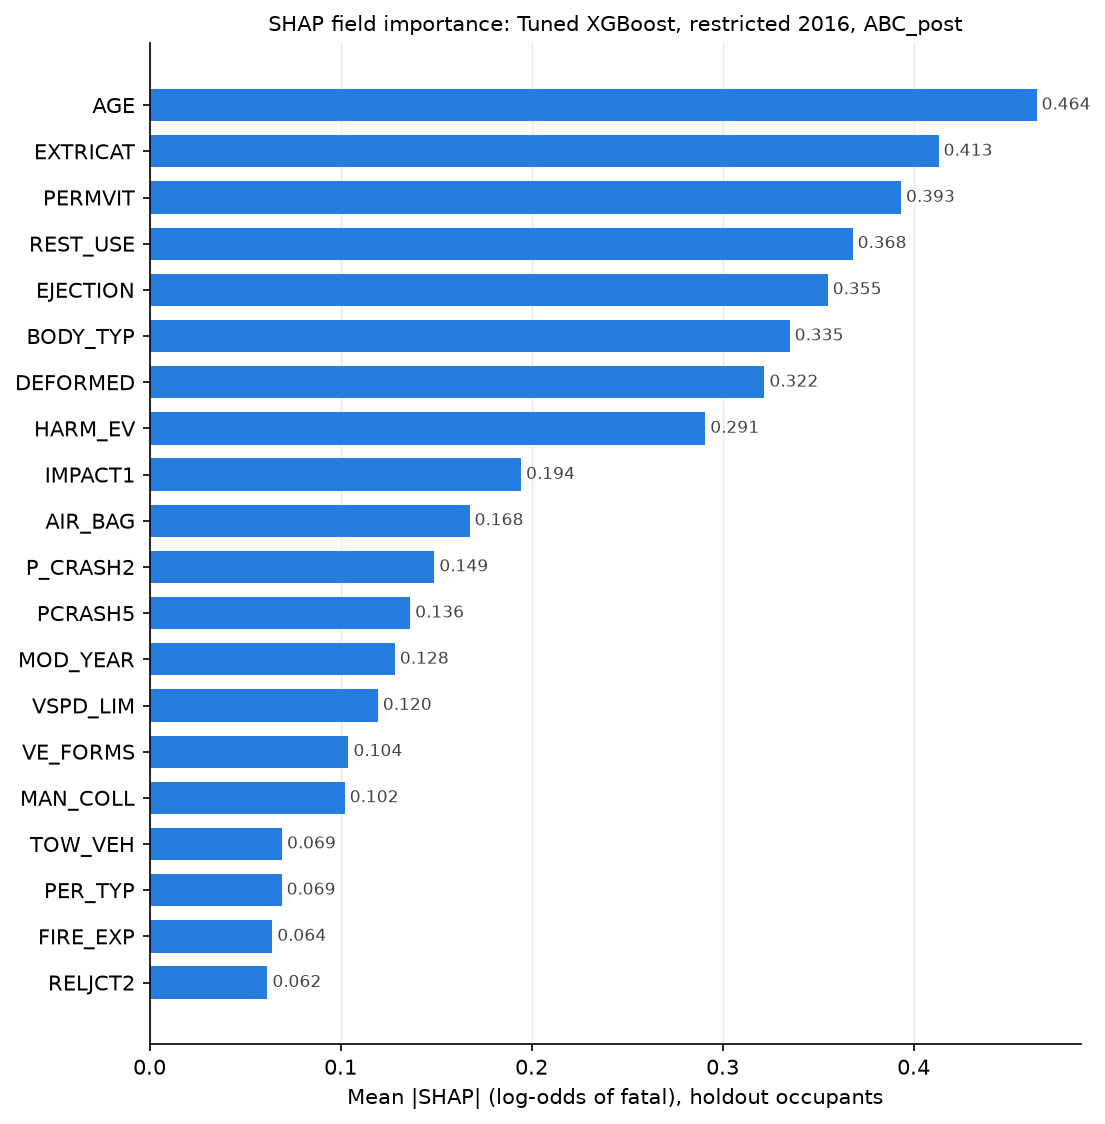 SHAP field importance: Tuned XGBoost, restricted 2016, ABC_post
AGE 0.464
EXTRICAT 0.413
PERMVIT 0.393
REST_USE 0.368
EJECTION 0.355
BODY_TYP 0.335
DEFORMED 0.322
HARM_EV 0.291
IMPACT1 0.194
AIR_BAG 0.168
P_CRASH2 0.149
PCRASH5 0.136
MOD_YEAR 0.128
VSPD_LIM 0.120
VE_FORMS 0.104
MAN_COLL 0.102
TOW_VEH 0.069
PER_TYP 0.069
FIRE_EXP 0.064
RELJCT2 0.062
0.0 0.1 0.2 0.3 0.4
Mean |SHAP| (log-odds of fatal), holdout occupants